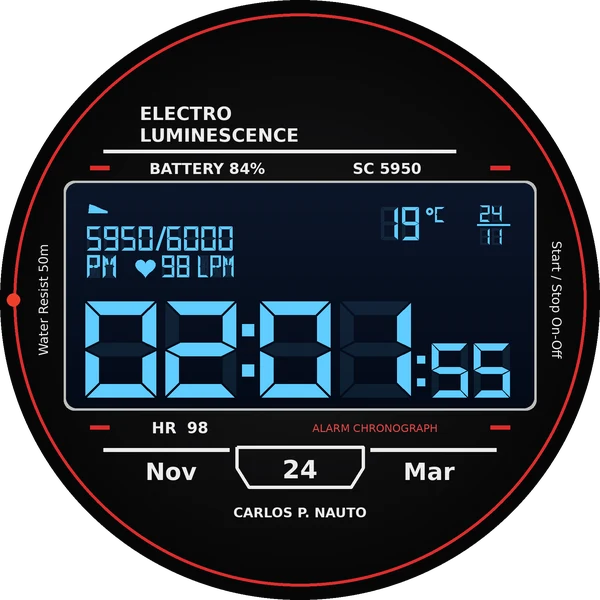 ELECTRO
LUMINESCENCE
BATTERY 84% SC 5950
19°C 24
11
5950/6000
PM 98 LPM
02:01:55
Water Resist 50m
Start / Stop On-Off
HR 98 ALARM CHRONOGRAPH
Nov 24 Mar
CARLOS P. NAUTO